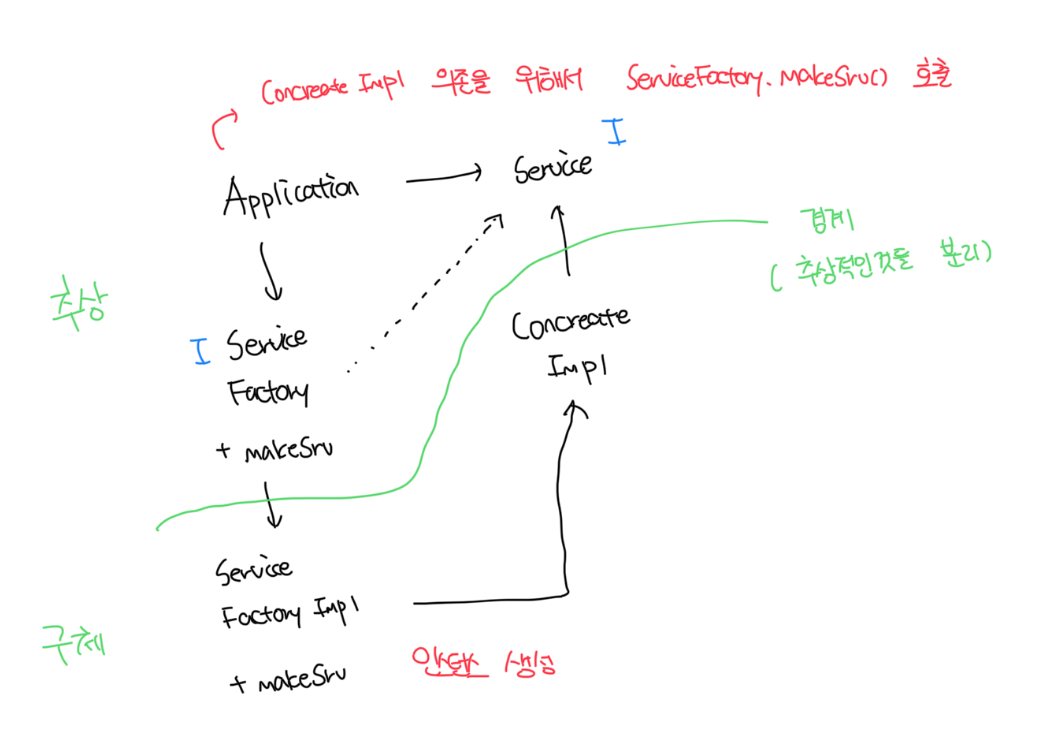 Concreate Impl 의존을 위해서 ServiceFactory.makeSrv() 호출
I
Application
Service
경계
( 추상적인것들 분리)
추상
I Service
Factory
+ makeSrv
Concreate
Impl
Service
Factory Impl
+ makeSrv
구체
인스턴스 생성